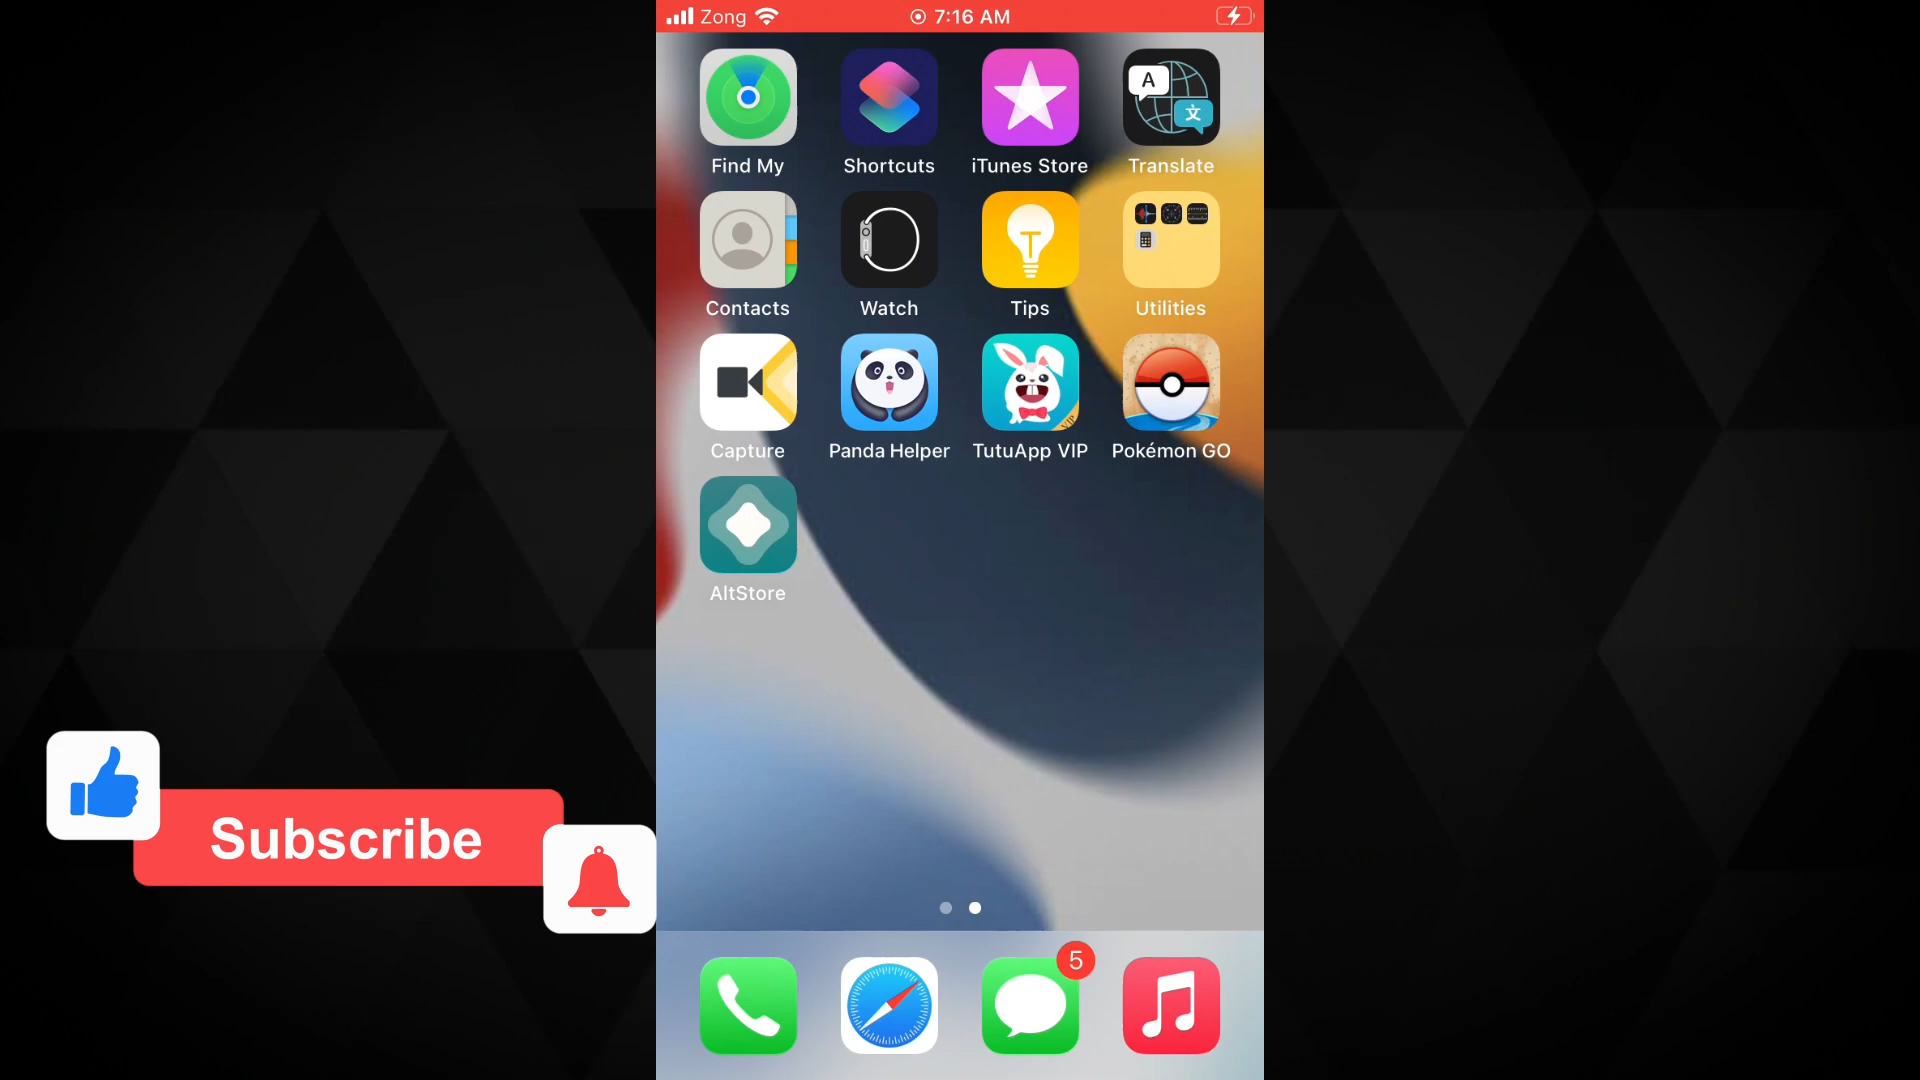 Zong 7:16 AM
A
文
Find My Shortcuts iTunes Store Translate
Contacts Watch Tips Utilities
VIP
Capture Panda Helper TutuApp VIP Pokémon GO
AltStore
Subscribe
5